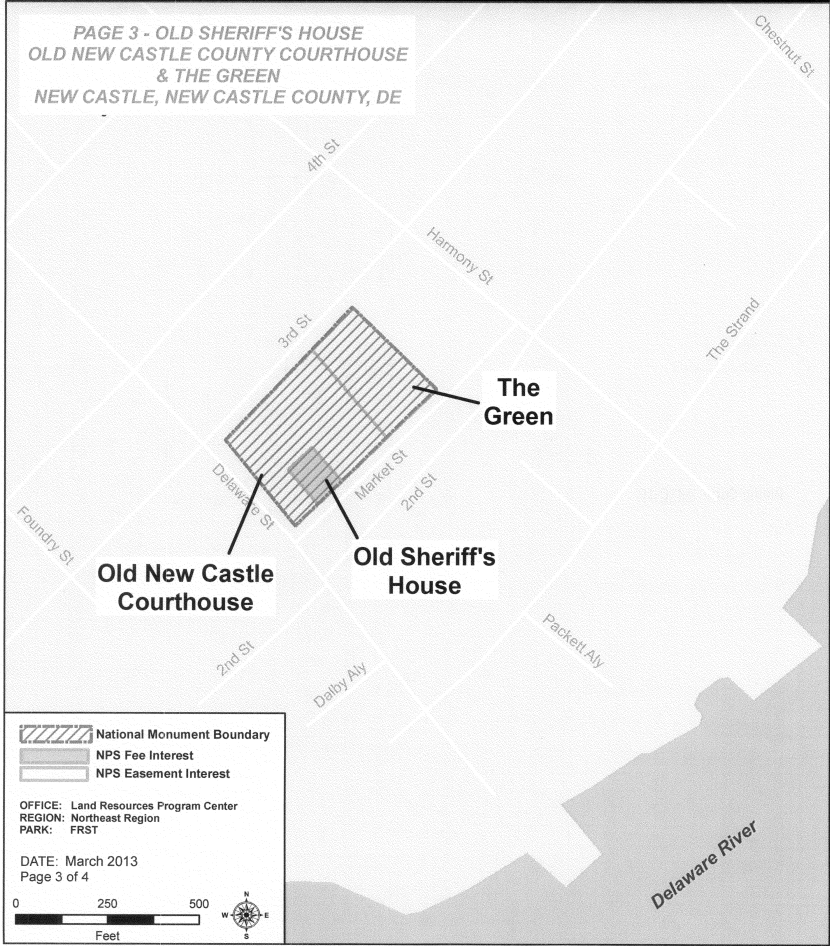 PAGE 3 - OLD SHERIFF'S HOUSE
OLD NEW CASTLE COUNTY COURTHOUSE
& THE GREEN
NEW CASTLE, NEW CASTLE COUNTY, DE
Chestnut St
4th St
Harmony St
3rd St
The Strand
The
Green
Market St
2nd St
Delaware St
Foundry St
Old New Castle
Courthouse
Old Sheriff's
House
2nd St
Dalby Aly
Packett Aly
Delaware River
National Monument Boundary
NPS Fee Interest
NPS Easement Interest
OFFICE: Land Resources Program Center
REGION: Northeast Region
PARK: FRST
DATE: March 2013
Page 3 of 4
0 250 500
Feet
N
W E
S